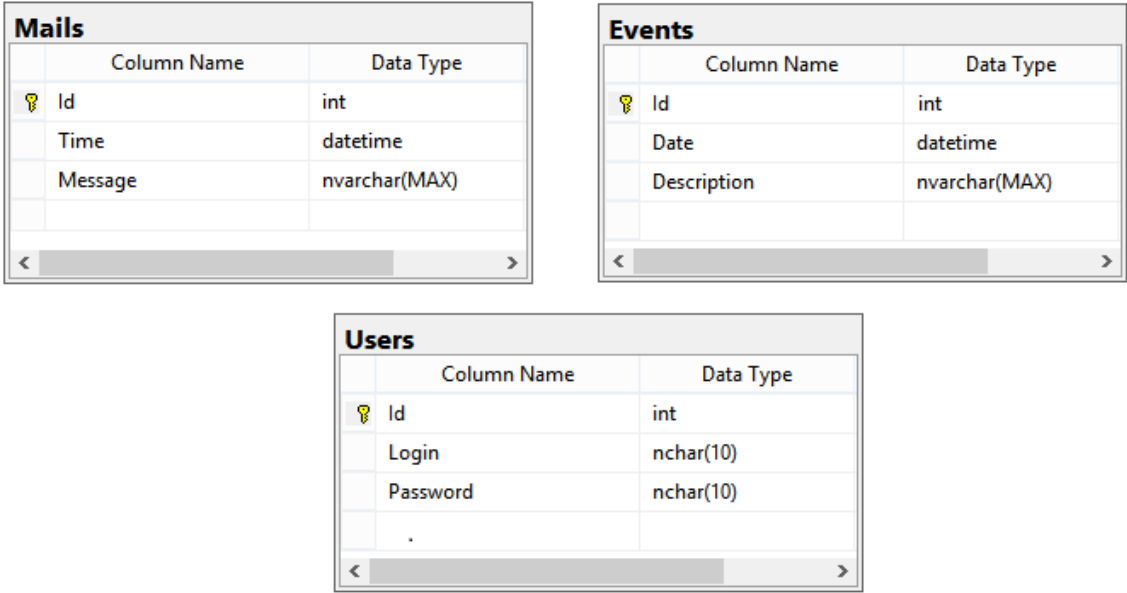 Mails
Column Name Data Type
Id int
Time datetime
Message nvarchar(MAX)
Events
Column Name Data Type
Id int
Date datetime
Description nvarchar(MAX)
Users
Column Name Data Type
Id int
Login nchar(10)
Password nchar(10)
.